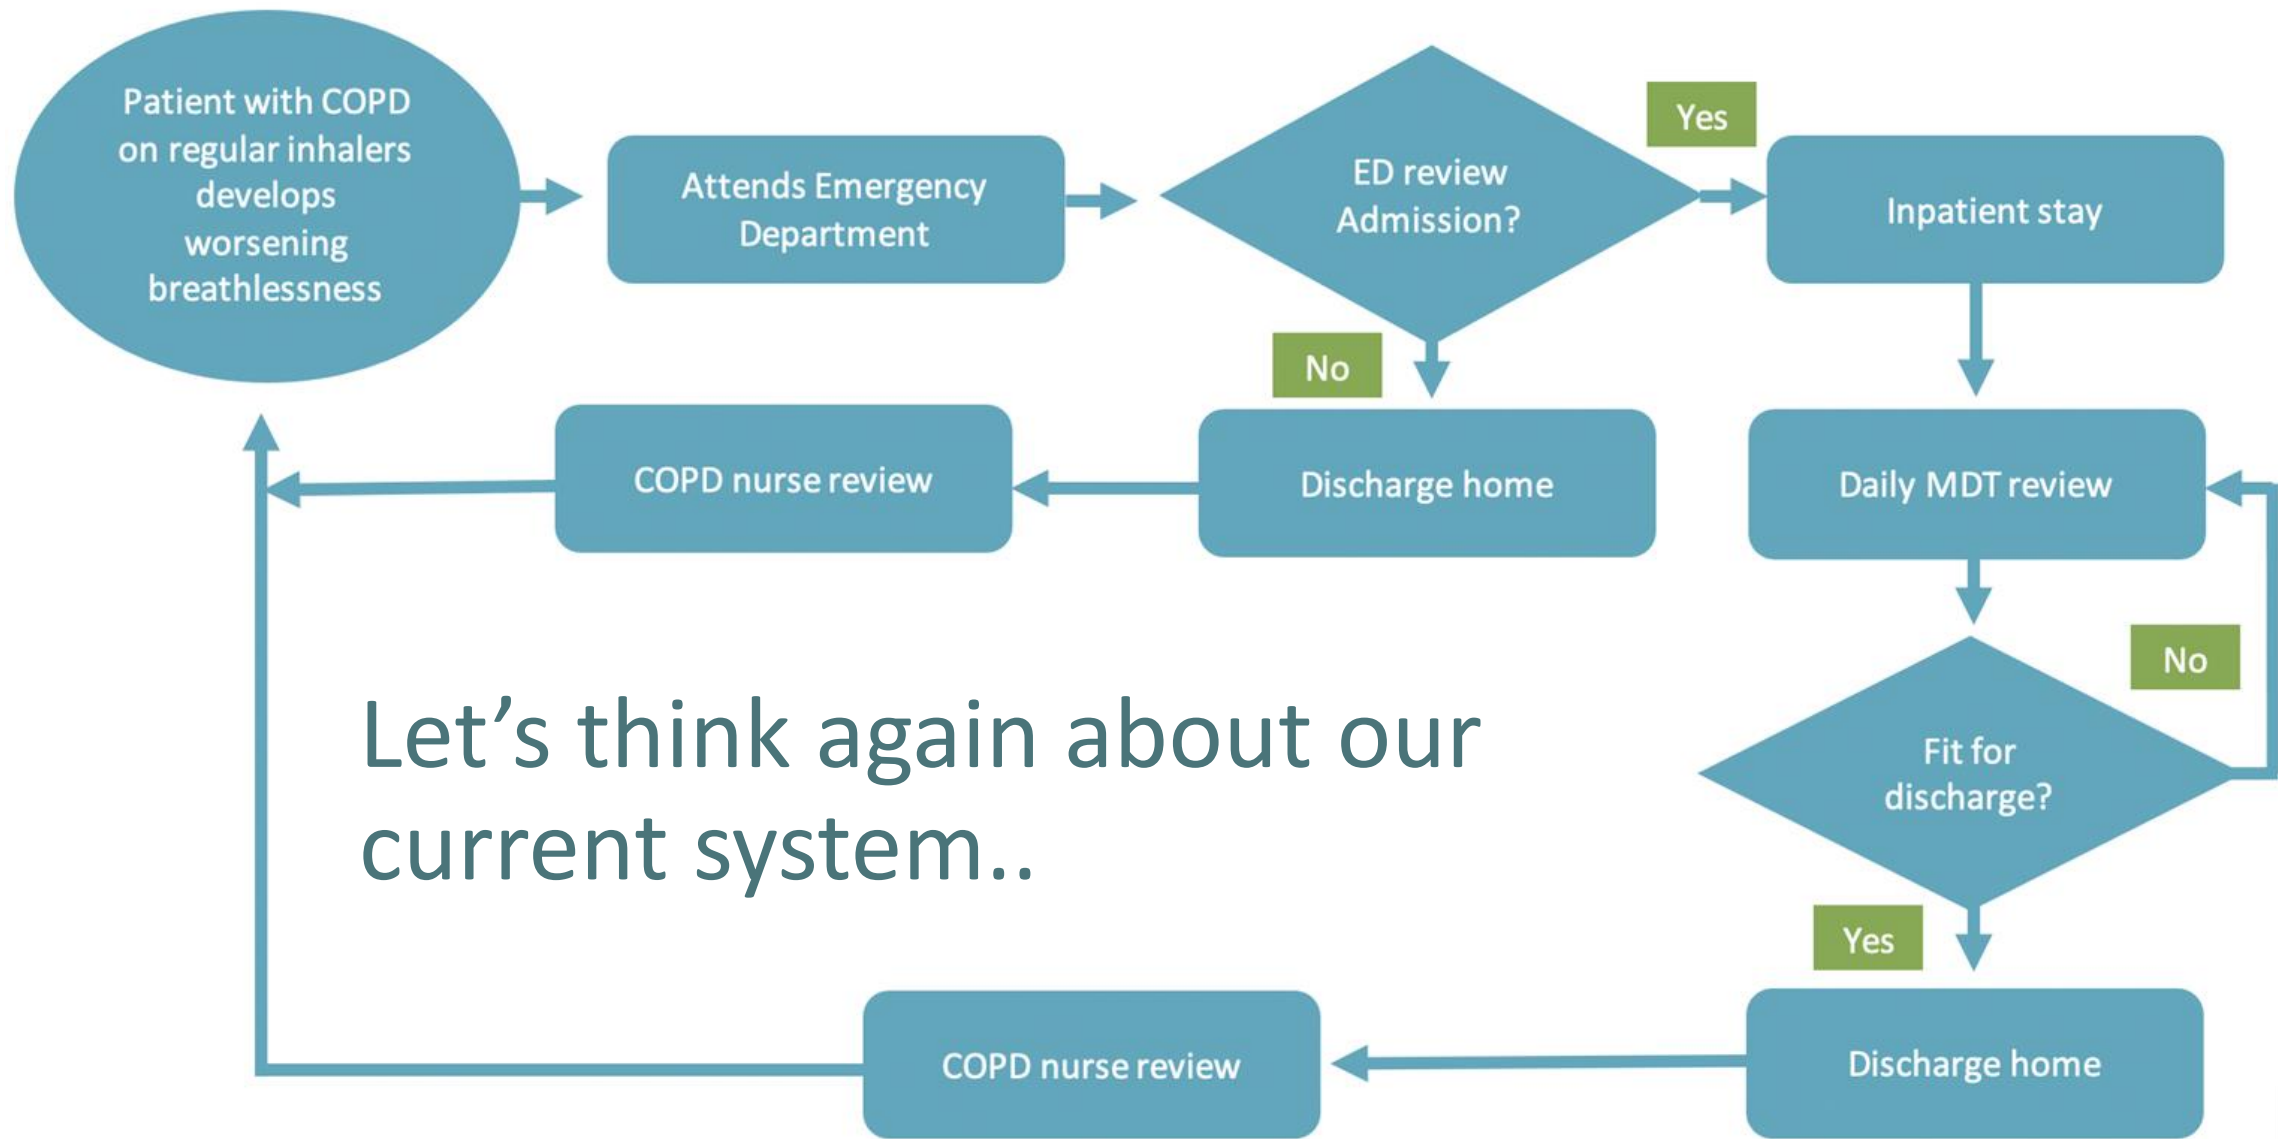 Patient with COPD
on regular inhalers
develops
worsening
breathlessness
Attends Emergency
Department
ED review
Admission?
Yes
Inpatient stay
No
COPD nurse review
Discharge home
Daily MDT review
No
Fit for
discharge?
Let’s think again about our
current system..
Yes
COPD nurse review
Discharge home